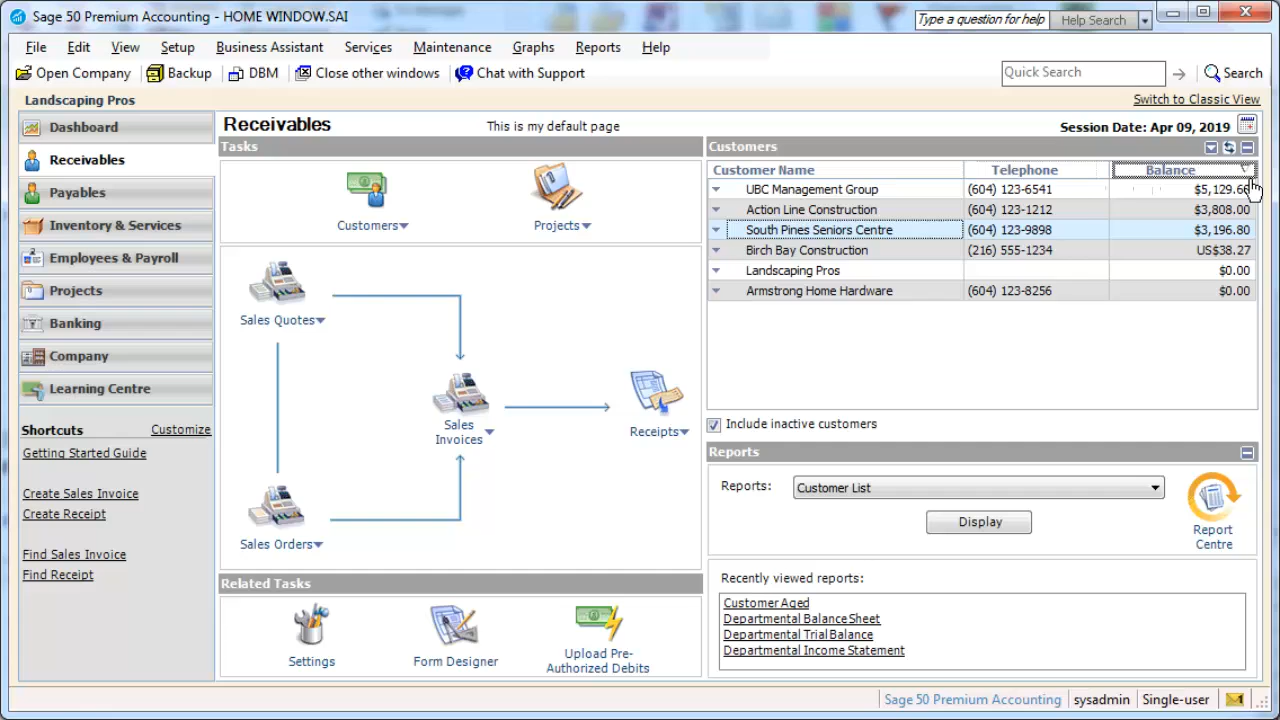 Sage 50 Premium Accounting - HOME WINDOW.SAI
Type a question for help
Help Search
File Edit View Setup Business Assistant Services Maintenance Graphs Reports Help
Open Company Backup DBM Close other windows Chat with Support
Quick Search
Search
Landscaping Pros
Switch to Classic View
Dashboard
Receivables
Payables
Inventory & Services
Employees & Payroll
Projects
Banking
Company
Learning Centre
Shortcuts Customize
Getting Started Guide
Create Sales Invoice
Create Receipt
Find Sales Invoice
Find Receipt
Receivables
This is my default page
Session Date: Apr 09, 2019
Tasks
Customers
Projects
Sales Quotes
Sales
Invoices
Receipts
Sales Orders
Related Tasks
Settings
Form Designer
Upload Pre-
Authorized Debits
Customers
Customer Name Telephone Balance
UBC Management Group (604) 123-6541 $5,129.60
Action Line Construction (604) 123-1212 $3,808.00
South Pines Seniors Centre (604) 123-9898 $3,196.80
Birch Bay Construction (216) 555-1234 US$38.27
Landscaping Pros $0.00
Armstrong Home Hardware (604) 123-8256 $0.00
Include inactive customers
Reports
Reports: Customer List
Display
Report
Centre
Recently viewed reports:
Customer Aged
Departmental Balance Sheet
Departmental Trial Balance
Departmental Income Statement
Sage 50 Premium Accounting sysadmin Single-user 1